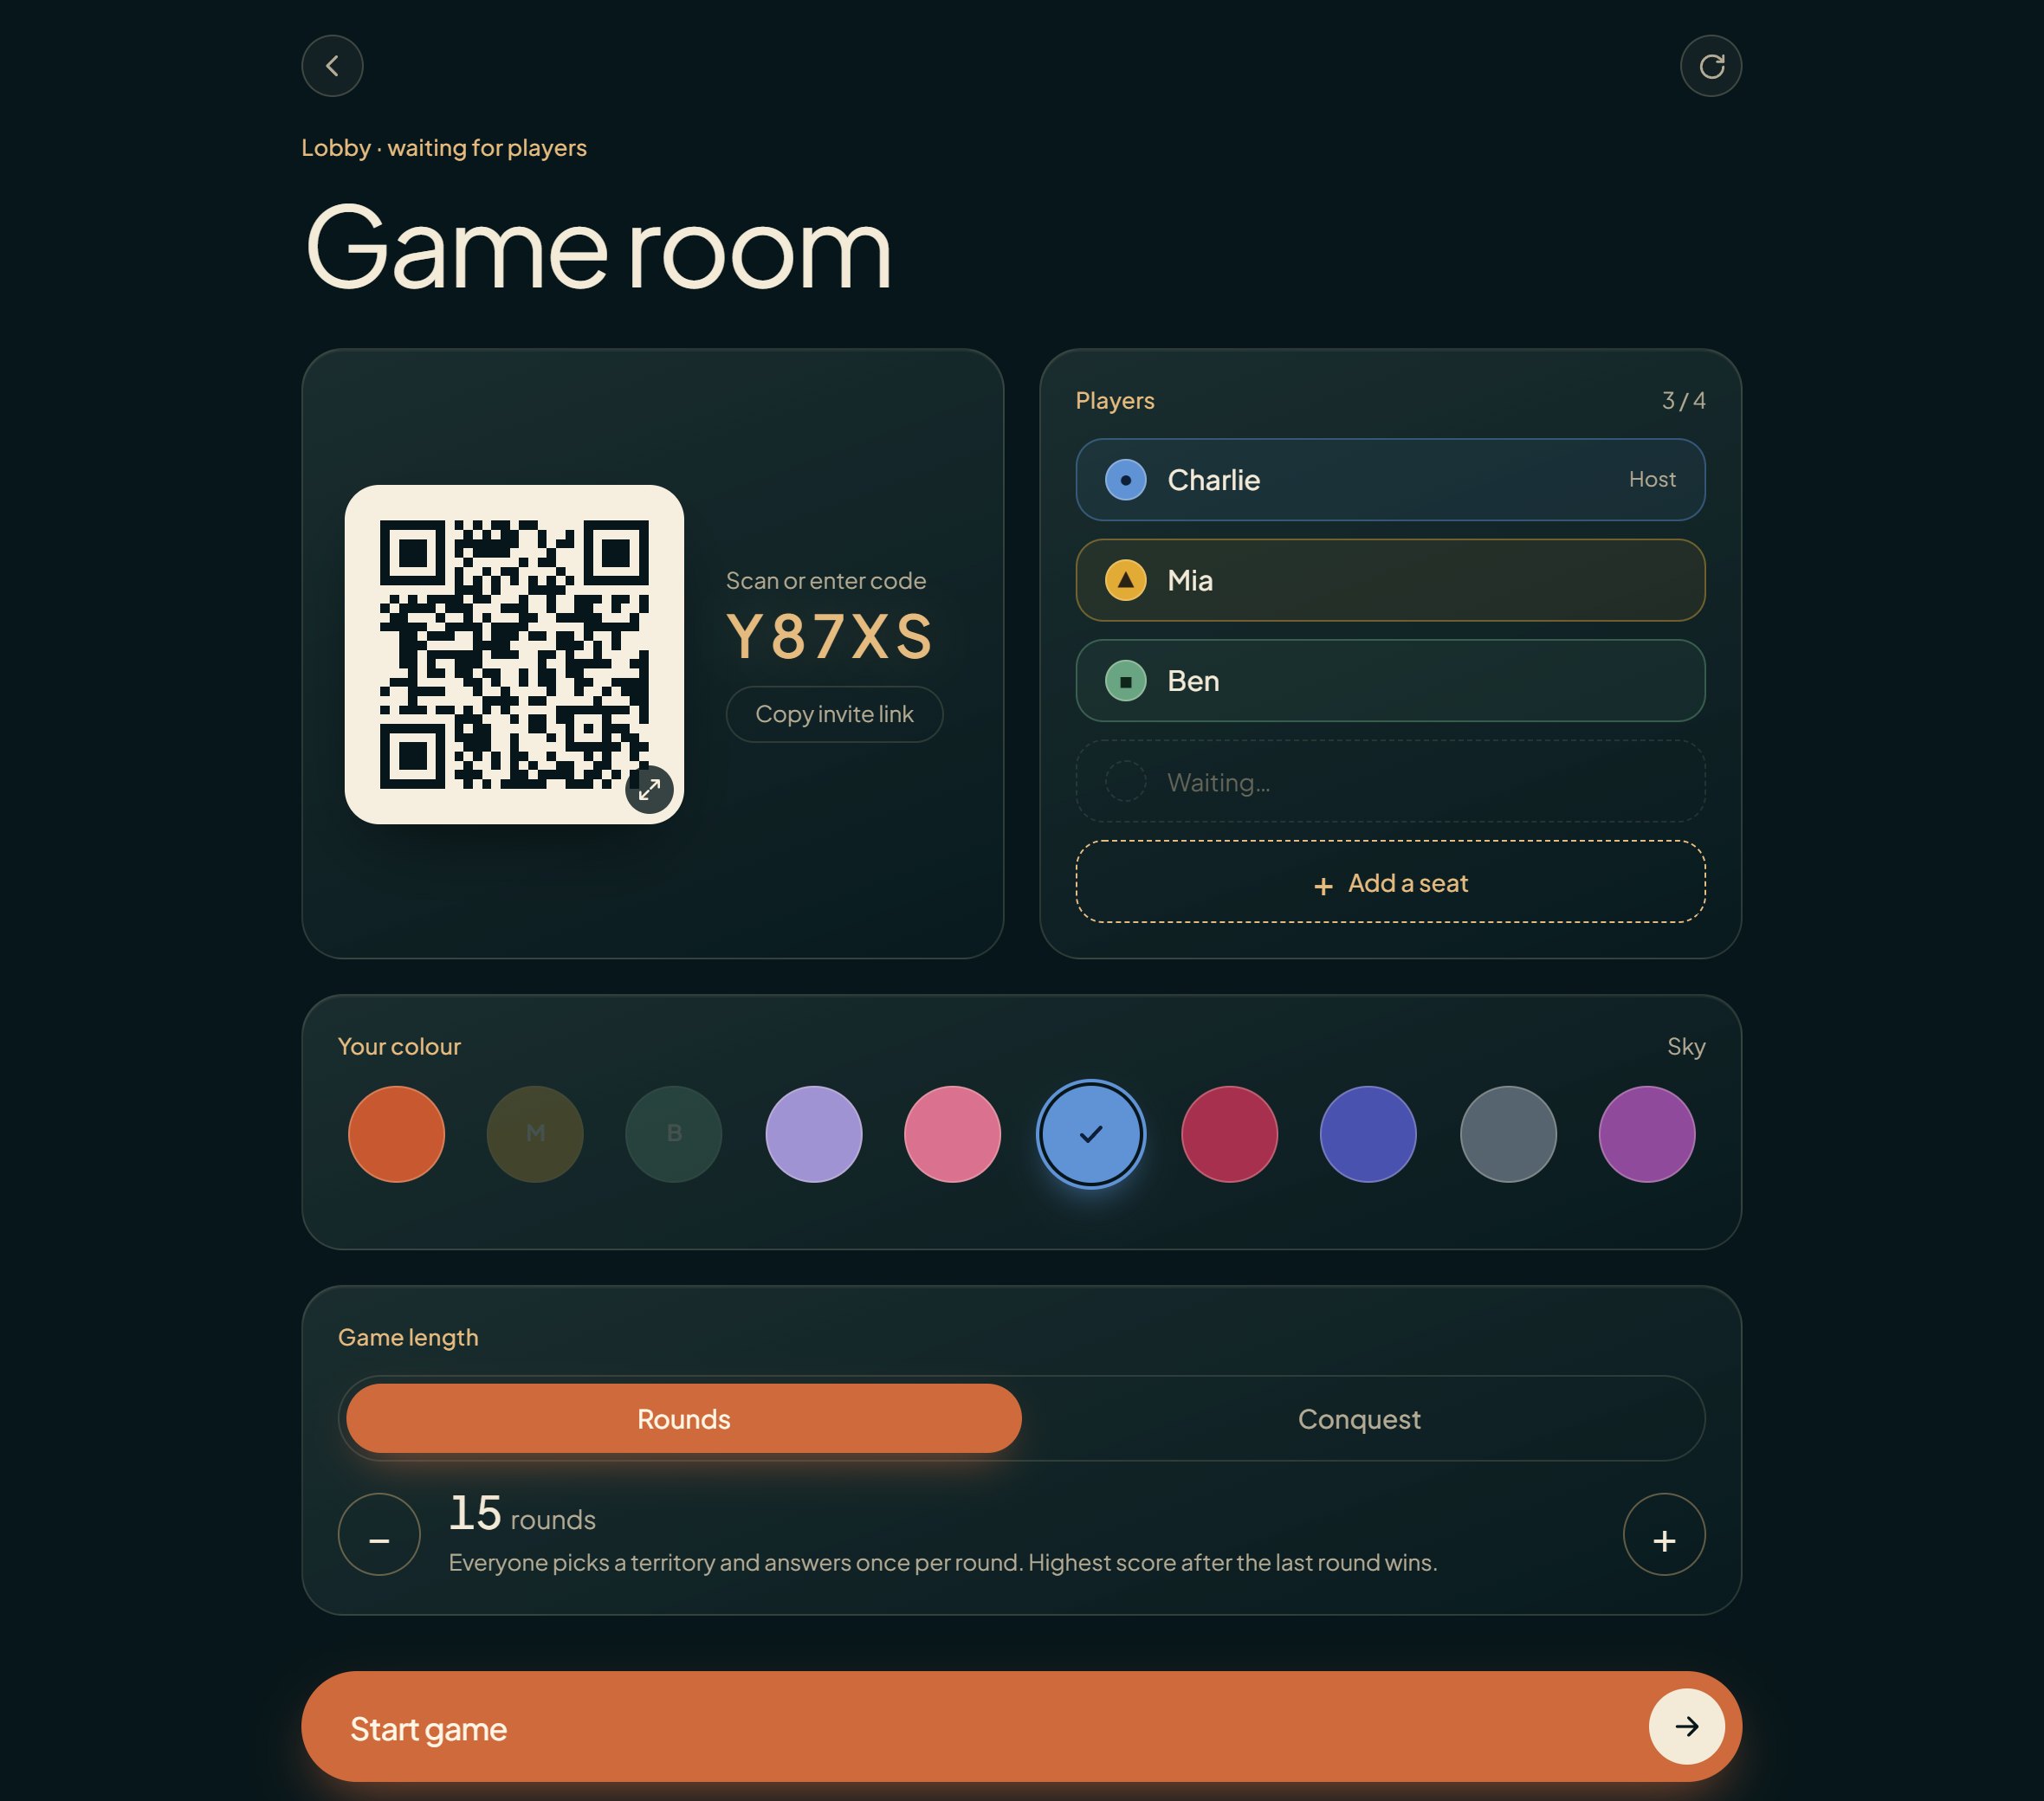 Lobby · waiting for players
Game room
Scan or enter code
Y87XS
Copy invite link
Players 3 / 4
Charlie Host
Mia
Ben
Waiting…
+ Add a seat
Your colour Sky
M B
Game length
Rounds Conquest
− 15 rounds +
Everyone picks a territory and answers once per round. Highest score after the last round wins.
Start game